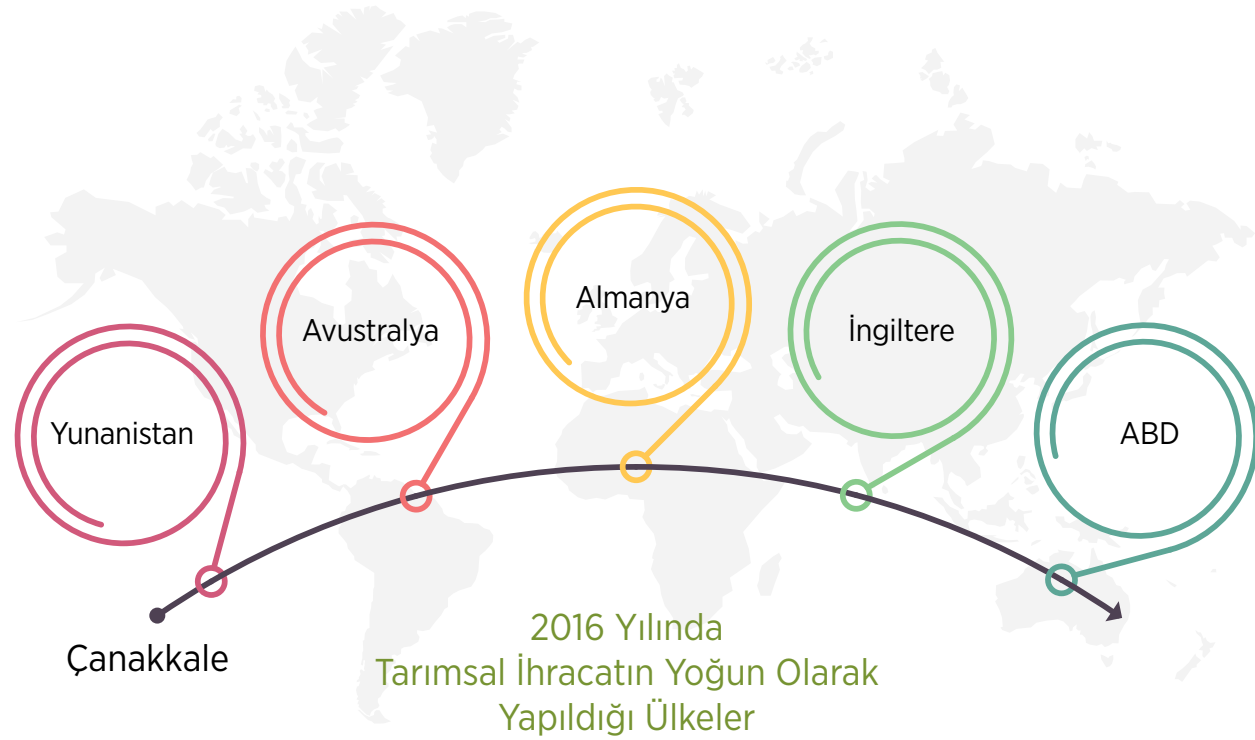 Yunanistan
Avustralya
Almanya
İngiltere
ABD
Çanakkale
2016 Yılında
Tarımsal İhracatın Yoğun Olarak
Yapıldığı Ülkeler